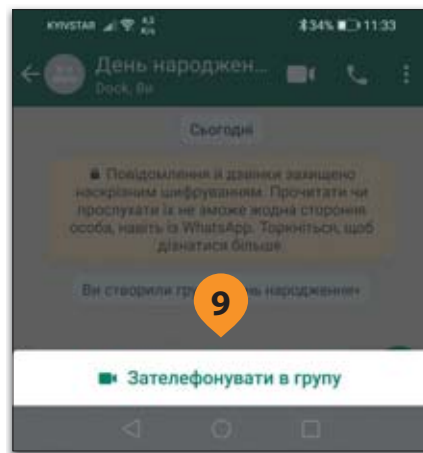 KYIVSTAR 34% 11:33
День народжен...
Dock, Ви
Сьогодні
Повідомлення й дзвінки захищено
наскрізним шифруванням. Прочитати чи
прослухати їх не зможе жодна стороння
особа, навіть із WhatsApp. Торкніться, щоб
дізнатися більше.
Ви створили гру нь народження»
9
Зателефонувати в групу